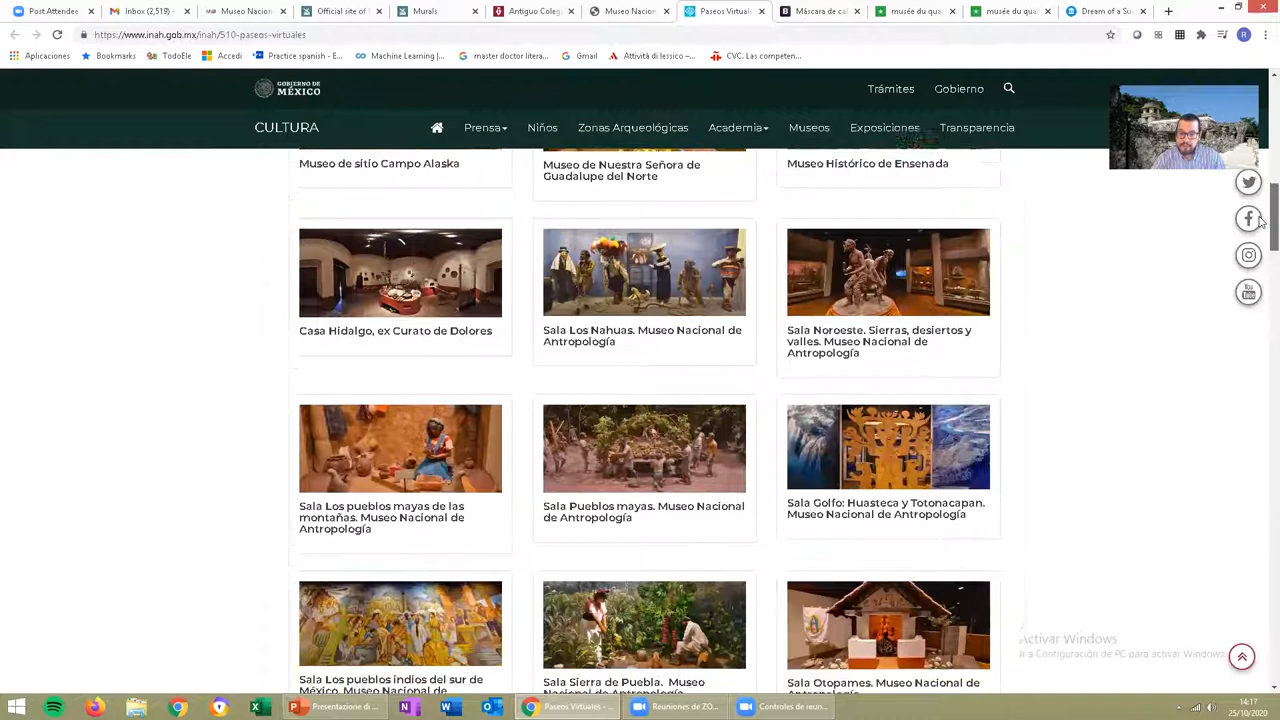 Post Attendee
Inbox (2,519) -
Museo Nacion
Official site of
Murals
Antiguo Coleg
Museo Nacion
Paseos Virtuale
Máscara de cal
musée du qua
musée du qua
Dream of a Su
https://www.inah.gob.mx/inah/510-paseos-virtuales
Aplicaciones
Bookmarks
TodoEle
Accedi
Practice spanish - E...
Machine Learning |...
master doctor litera...
Gmail
Attività di lessico –...
CVC. Las competen...
GOBIERNO DE
MÉXICO
Trámites
Gobierno
CULTURA
Prensa
Niños
Zonas Arqueológicas
Academia
Museos
Exposiciones
Transparencia
Museo de sitio Campo Alaska
Museo de Nuestra Señora de
Guadalupe del Norte
Museo Histórico de Ensenada
Casa Hidalgo, ex Curato de Dolores
Sala Los Nahuas. Museo Nacional de
Antropología
Sala Noroeste. Sierras, desiertos y
valles. Museo Nacional de
Antropología
Sala Los pueblos mayas de las
montañas. Museo Nacional de
Antropología
Sala Pueblos mayas. Museo Nacional
de Antropología
Sala Golfo: Huasteca y Totonacapan.
Museo Nacional de Antropología
Sala Los pueblos indios del sur de
México. Museo Nacional de
Sala Sierra de Puebla. Museo
Nacional de Antropología
Sala Otopames. Museo Nacional de
Antropología
Activar Windows
Ir a Configuración de PC para activar Windows.
Presentazione di ...
Paseos Virtuales - ...
Reuniones de ZO...
Controles de reun...
14:17
25/10/2020